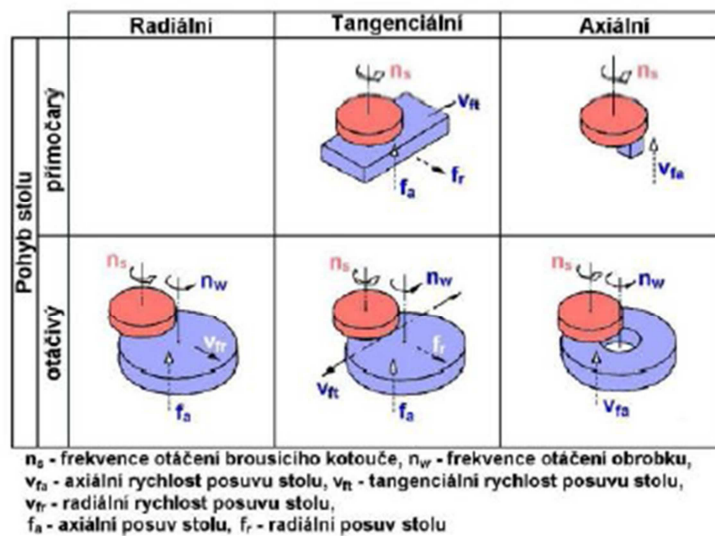 Radiální Tangenciální Axiální
Pohyb stolu
přímočarý
nₛ vft fa fr
nₛ vfa
otáčivý
nₛ nw vfr fa
nₛ nw fr vft fa
nₛ nw vfa
nₛ - frekvence otáčení brousicího kotouče, nw - frekvence otáčení obrobku,
vfa - axiální rychlost posuvu stolu, vft - tangenciální rychlost posuvu stolu,
vfr - radiální rychlost posuvu stolu,
fa - axiální posuv stolu, fr - radiální posuv stolu